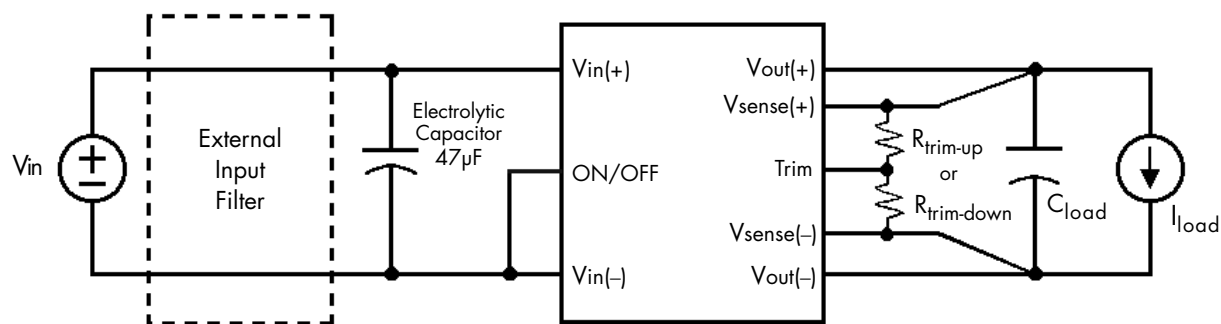 Vin
+
−
External
Input
Filter
Electrolytic
Capacitor
47µF
Vin(+)
ON/OFF
Vin(−)
Vout(+)
Vsense(+)
Trim
Vsense(−)
Vout(−)
Rtrim-up
or
Rtrim-down
Cload
Iload